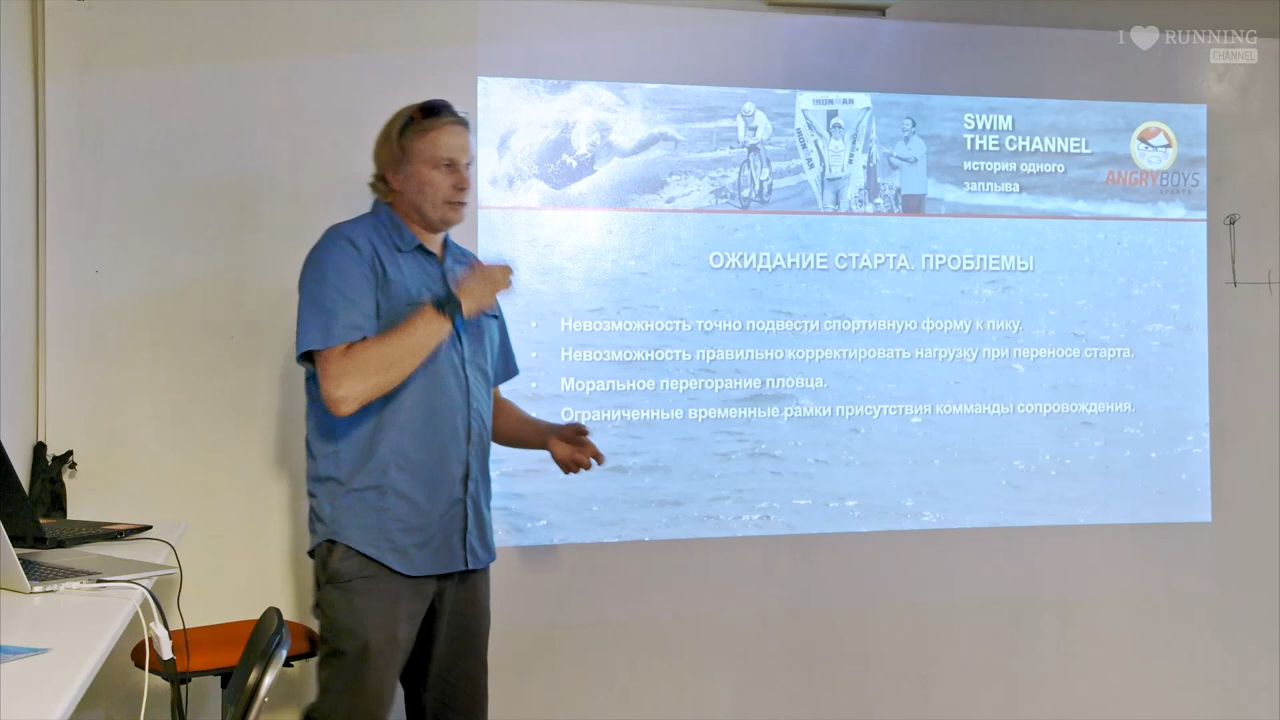 I RUNNING
CHANNEL
IRONMAN
SWIM
THE CHANNEL
история одного
заплыва
ANGRYBOYS
SPORTS
ОЖИДАНИЕ СТАРТА. ПРОБЛЕМЫ
Невозможность точно подвести спортивную форму к пику.
Невозможность правильно корректировать нагрузку при переносе старта.
Моральное перегорание пловца.
Ограниченные временные рамки присутствия комманды сопровождения.